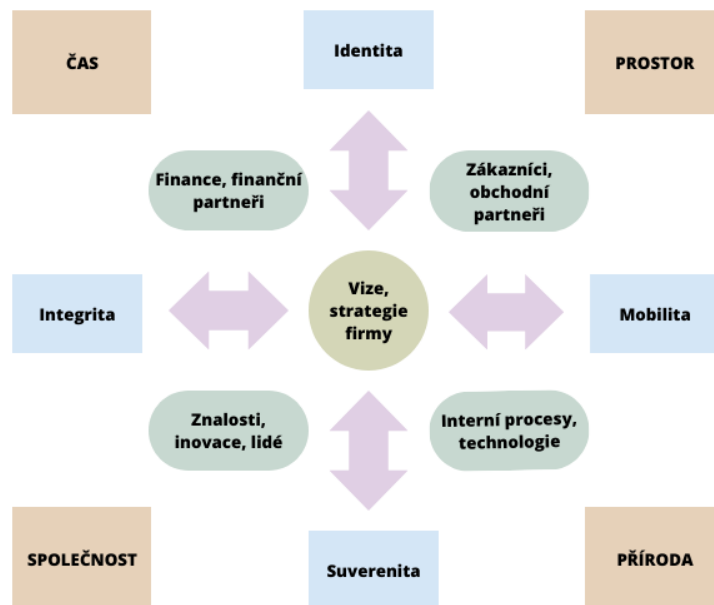 Identita
ČAS
PROSTOR
Finance, finanční
partneři
Zákazníci,
obchodní
partneři
Integrita
Vize,
strategie
firmy
Mobilita
Znalosti,
inovace, lidé
Interní procesy,
technologie
SPOLEČNOST
Suverenita
PŘÍRODA